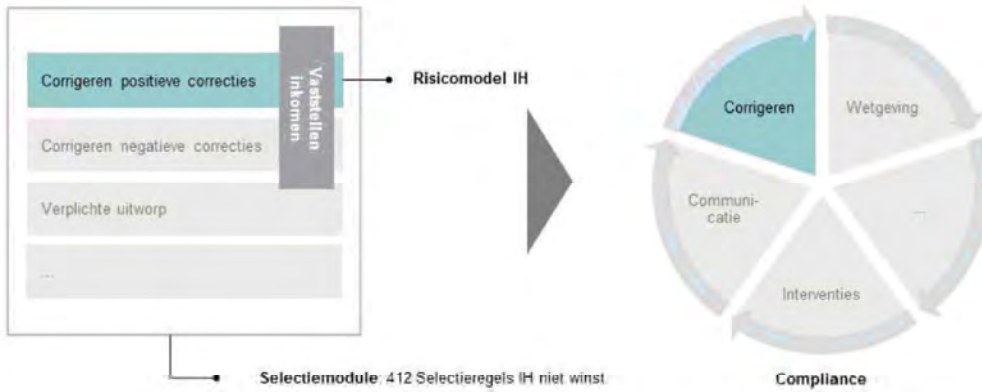 Corrigeren positieve correcties
Vaststellen
inkomen
Risicomodel IH
Corrigeren negatieve correcties
Verplichte uitworp
...
Selectiemodule: 412 Selectieregels IH niet winst
Corrigeren
Wetgeving
Communi-
catie
...
Interventies
Compliance